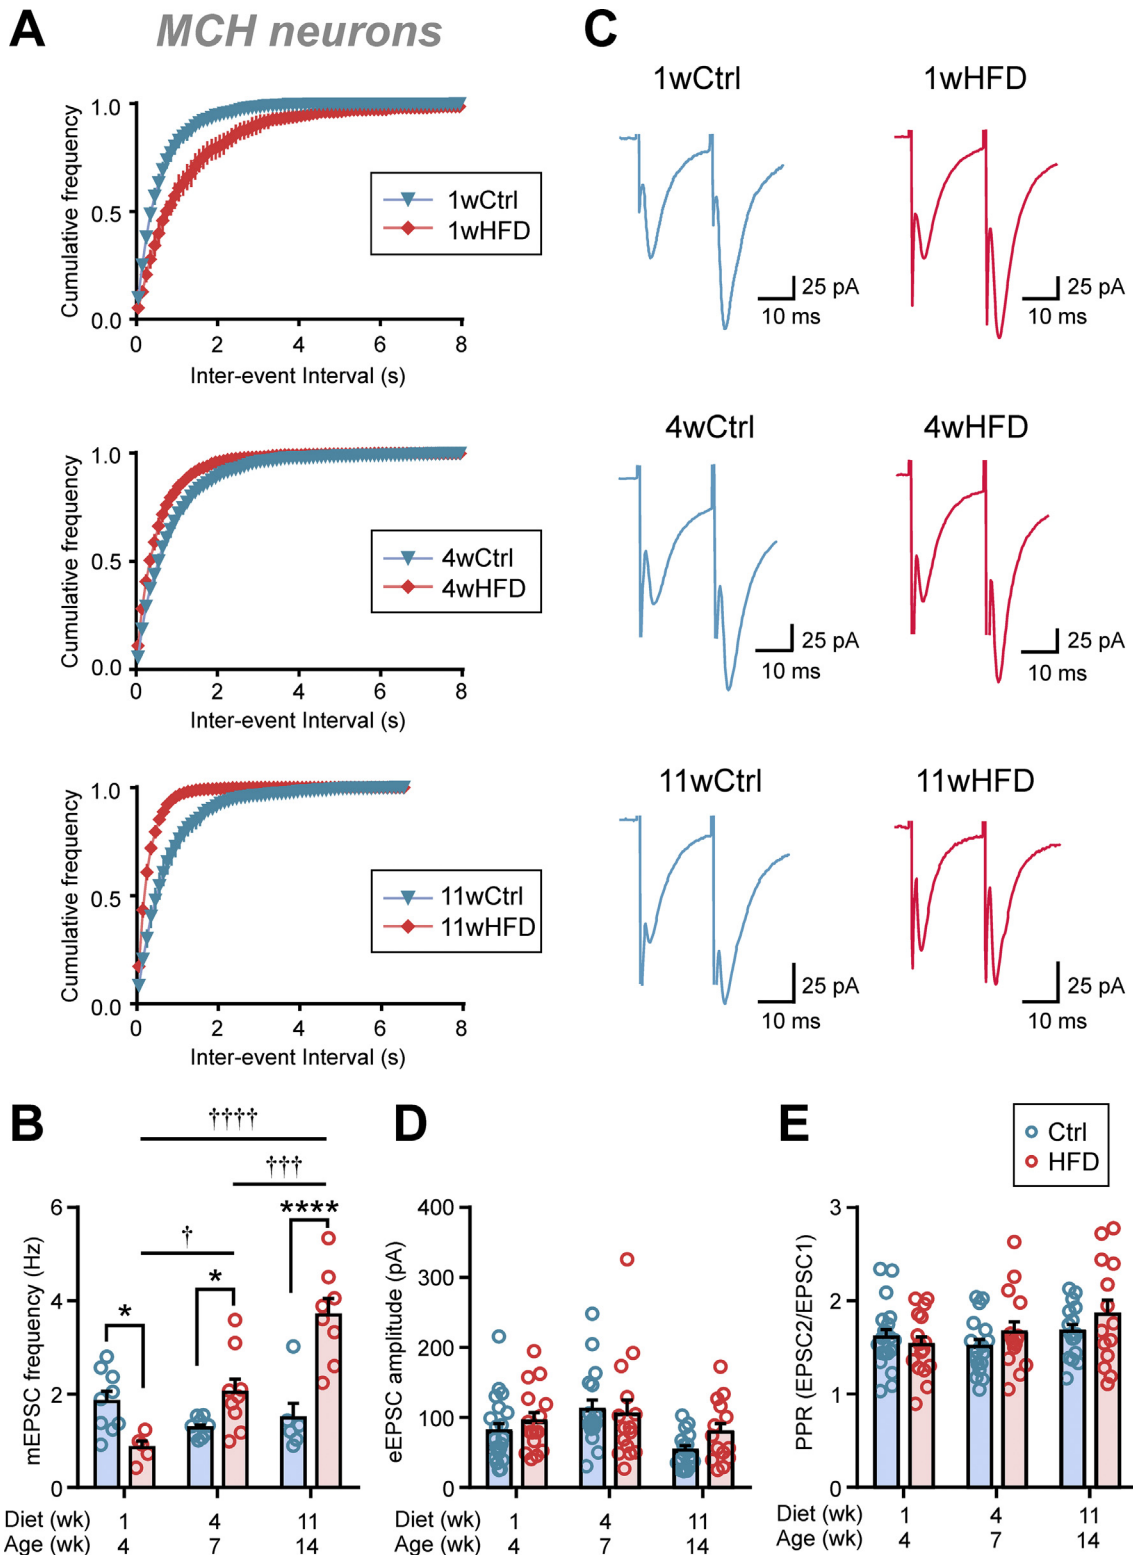 A
MCH neurons
1.0
0.5
0.0
Cumulative frequency
0 2 4 6 8
Inter-event Interval (s)
1wCtrl
1wHFD
1.0
0.5
0.0
Cumulative frequency
0 2 4 6 8
Inter-event Interval (s)
4wCtrl
4wHFD
1.0
0.5
0.0
Cumulative frequency
0 2 4 6 8
Inter-event Interval (s)
11wCtrl
11wHFD
C
1wCtrl
25 pA
10 ms
1wHFD
25 pA
10 ms
4wCtrl
25 pA
10 ms
4wHFD
25 pA
10 ms
11wCtrl
25 pA
10 ms
11wHFD
25 pA
10 ms
B
††††
†††
****
†
*
*
6
4
2
0
mEPSC frequency (Hz)
Diet (wk) 1 4 11
Age (wk) 4 7 14
D
400
300
200
100
0
eEPSC amplitude (pA)
Diet (wk) 1 4 11
Age (wk) 4 7 14
E
Ctrl
HFD
3
2
1
0
PPR (EPSC2/EPSC1)
Diet (wk) 1 4 11
Age (wk) 4 7 14